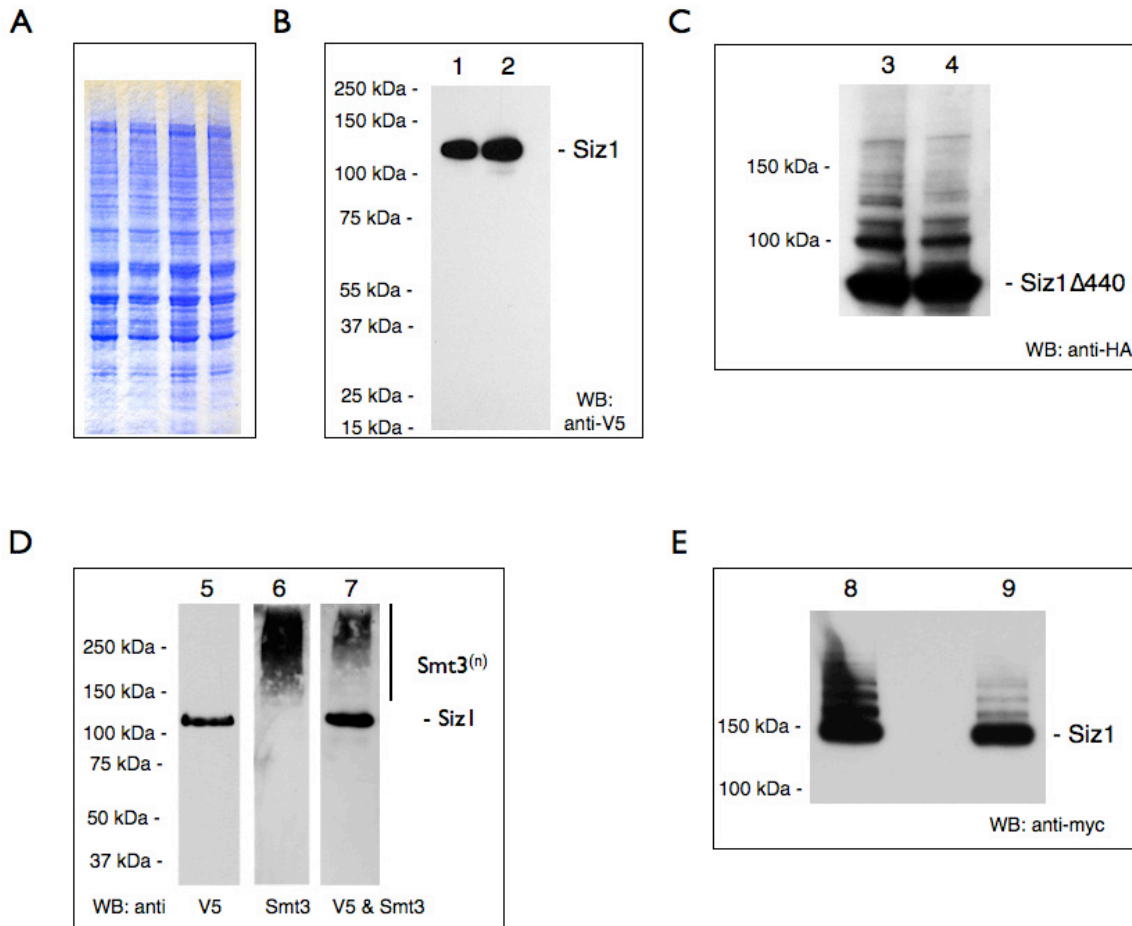 A
B
1 2
250 kDa -
150 kDa -
- Siz1
100 kDa -
75 kDa -
55 kDa -
37 kDa -
25 kDa -
15 kDa -
WB:
anti-V5
C
3 4
150 kDa -
100 kDa -
- Siz1Δ440
WB: anti-HA
D
5 6 7
250 kDa -
Smt3(n)
150 kDa -
- Siz1
100 kDa -
75 kDa -
50 kDa -
37 kDa -
WB: anti V5 Smt3 V5 & Smt3
E
8 9
150 kDa -
- Siz1
100 kDa -
WB: anti-myc